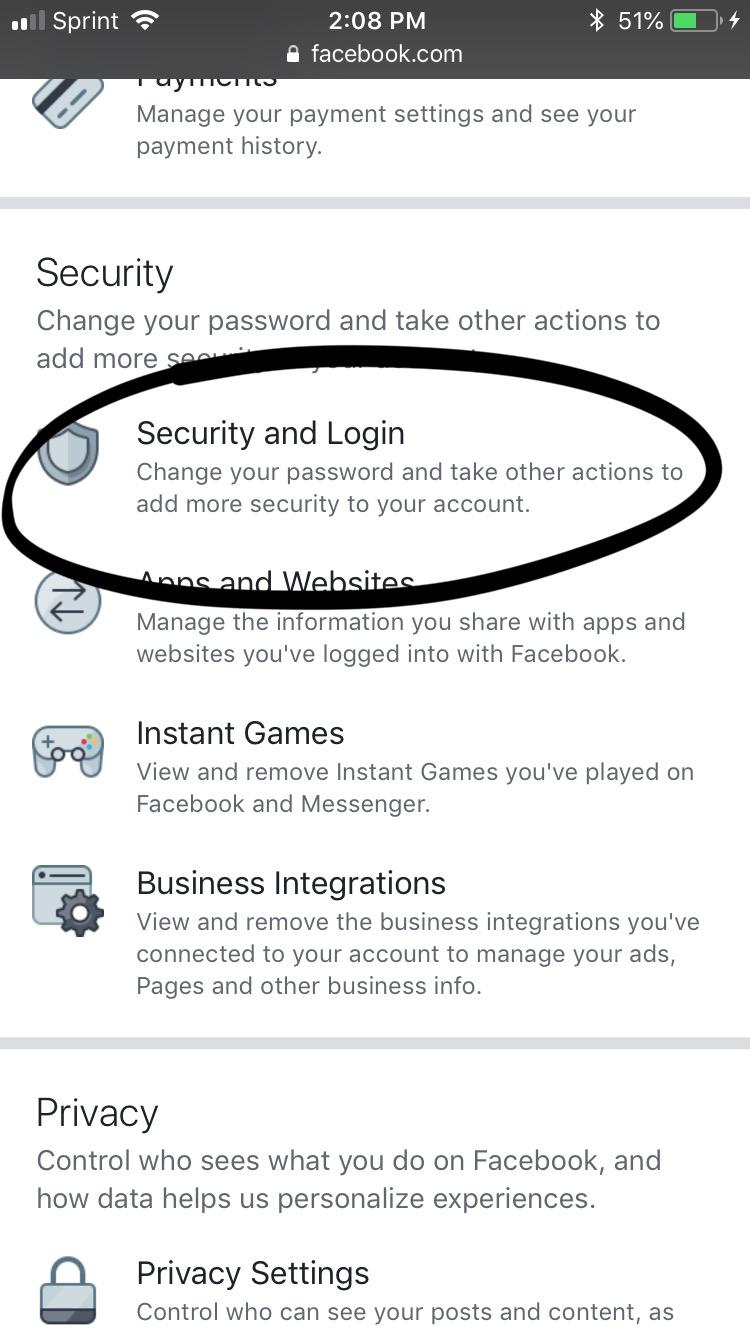 Sprint 2:08 PM 51%
facebook.com
Payments
Manage your payment settings and see your
payment history.
Security
Change your password and take other actions to
add more security to your account.
Security and Login
Change your password and take other actions to
add more security to your account.
Apps and Websites
Manage the information you share with apps and
websites you've logged into with Facebook.
Instant Games
View and remove Instant Games you've played on
Facebook and Messenger.
Business Integrations
View and remove the business integrations you've
connected to your account to manage your ads,
Pages and other business info.
Privacy
Control who sees what you do on Facebook, and
how data helps us personalize experiences.
Privacy Settings
Control who can see your posts and content, as